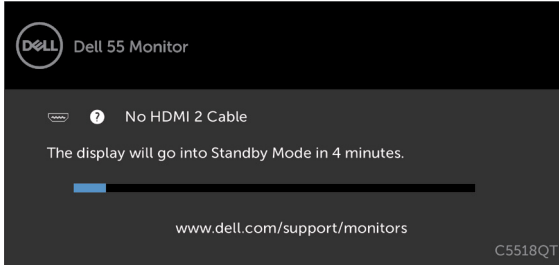 DELL
Dell 55 Monitor
? No HDMI 2 Cable
The display will go into Standby Mode in 4 minutes.
www.dell.com/support/monitors
C5518QT